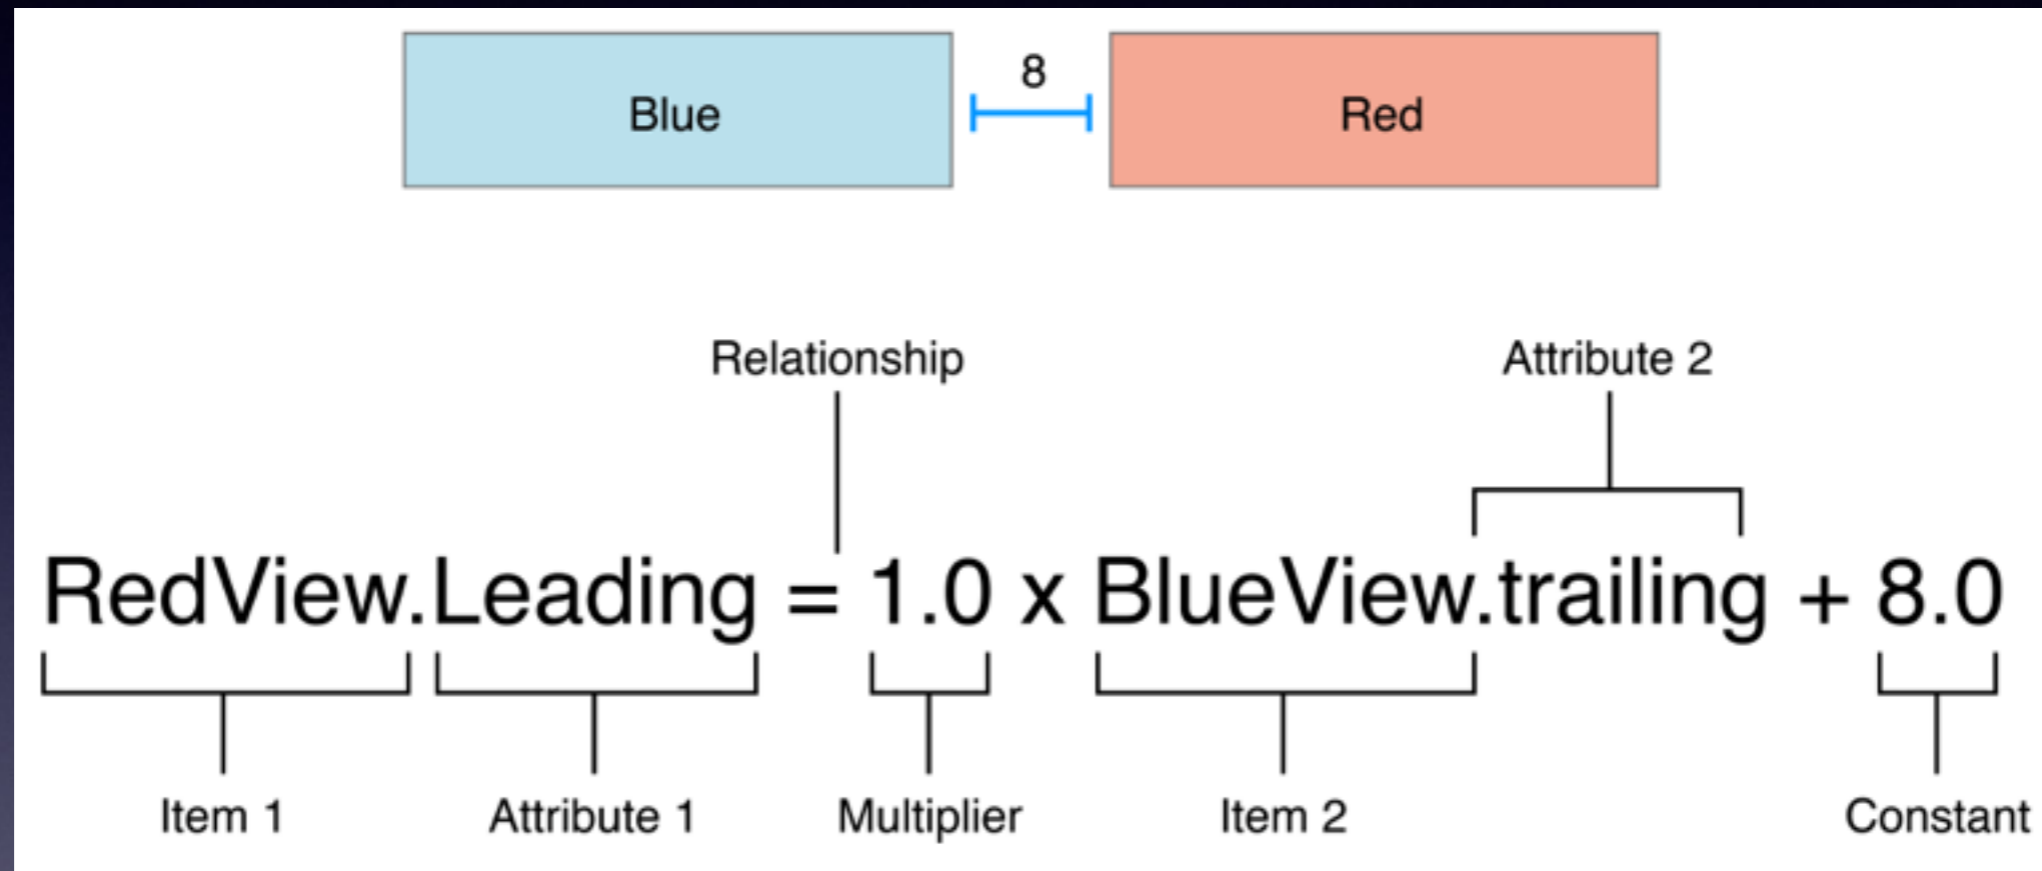 8
Blue
Red
Relationship
Attribute 2
RedView.Leading = 1.0 x BlueView.trailing + 8.0
Item 1
Attribute 1
Multiplier
Item 2
Constant